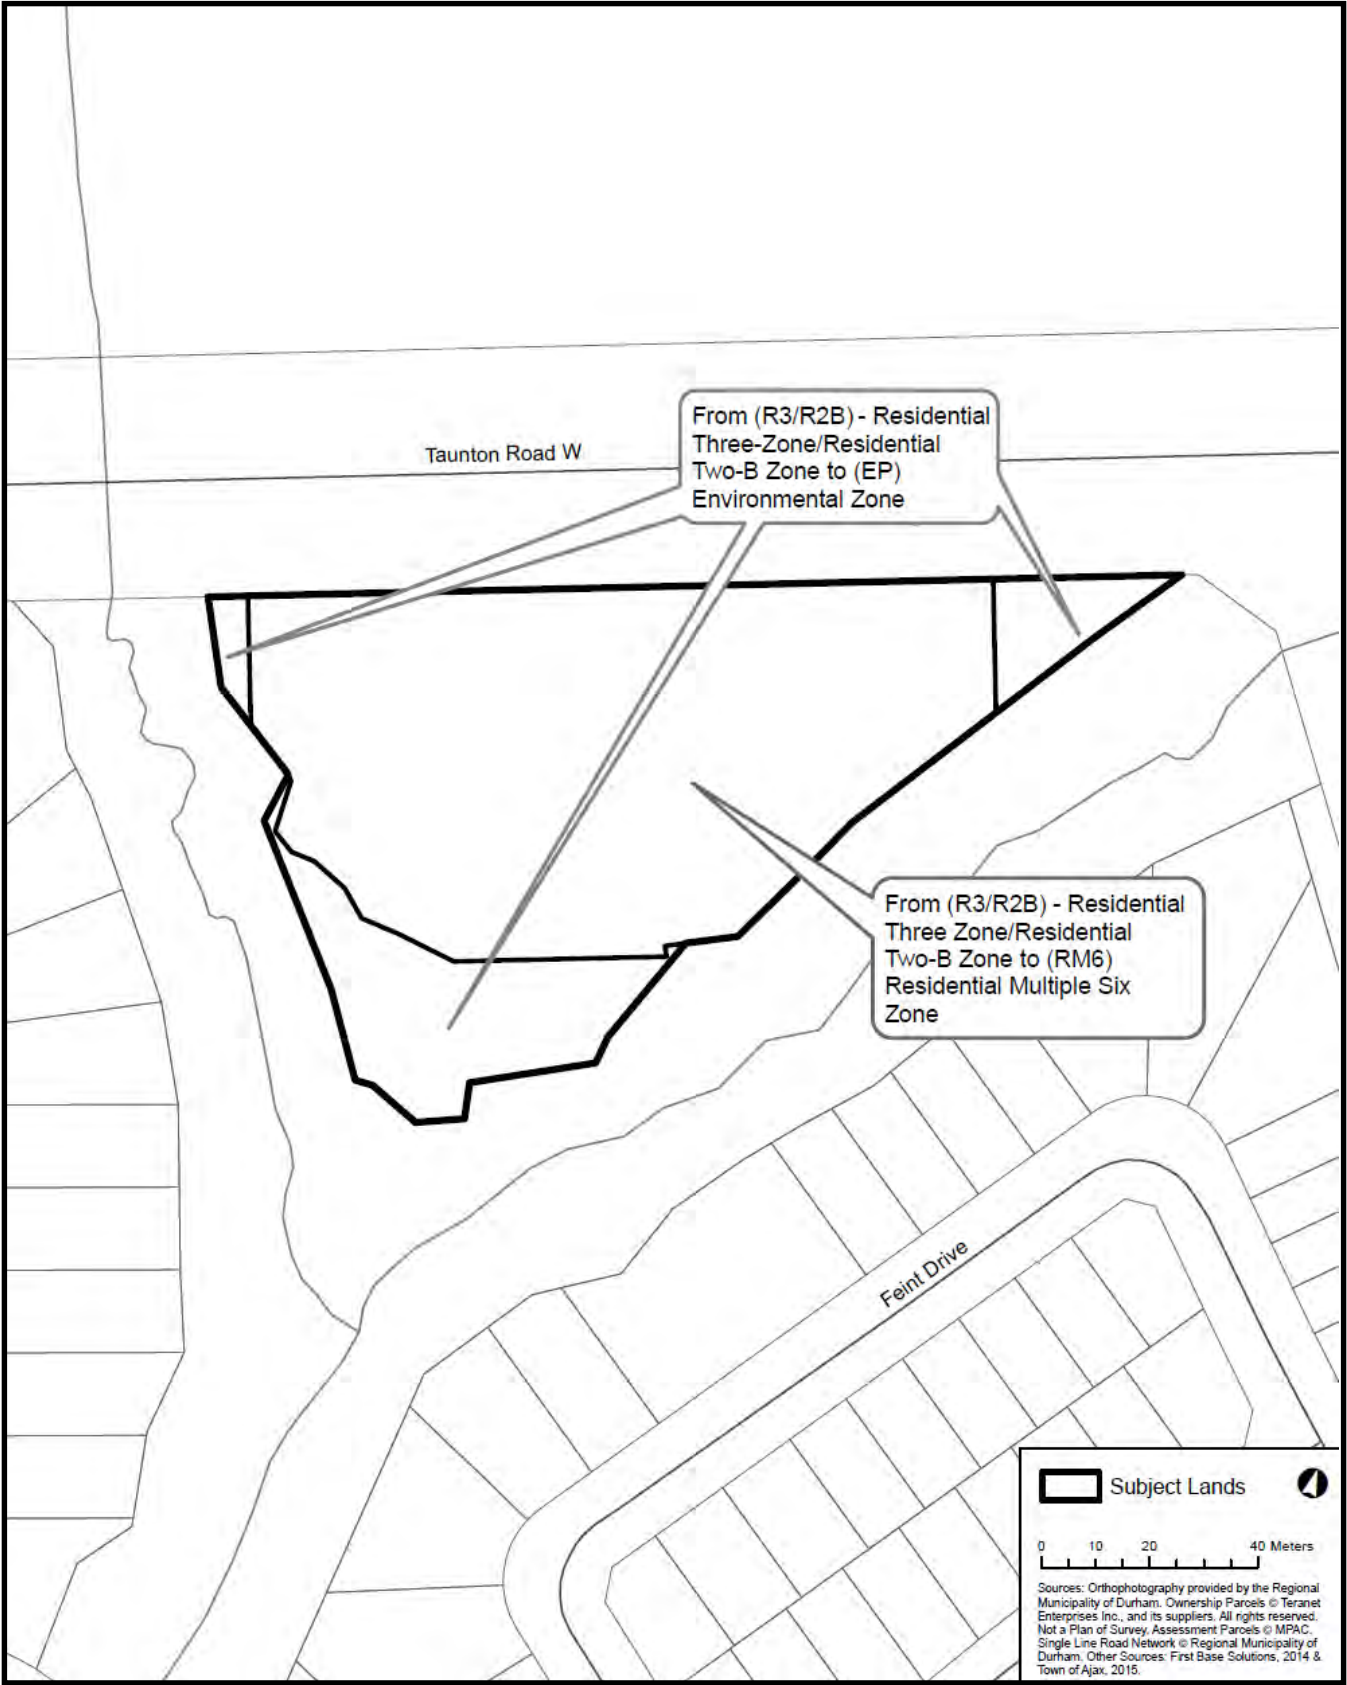 From (R3/R2B) - Residential
Three-Zone/Residential
Two-B Zone to (EP)
Environmental Zone
Taunton Road W
From (R3/R2B) - Residential
Three Zone/Residential
Two-B Zone to (RM6)
Residential Multiple Six
Zone
Feint Drive
Subject Lands
0 10 20 40 Meters
Sources: Orthophotography provided by the Regional
Municipality of Durham. Ownership Parcels © Teranet
Enterprises Inc., and its suppliers. All rights reserved.
Not a Plan of Survey. Assessment Parcels © MPAC.
Single Line Road Network © Regional Municipality of
Durham. Other Sources: First Base Solutions, 2014 &
Town of Ajax, 2015.